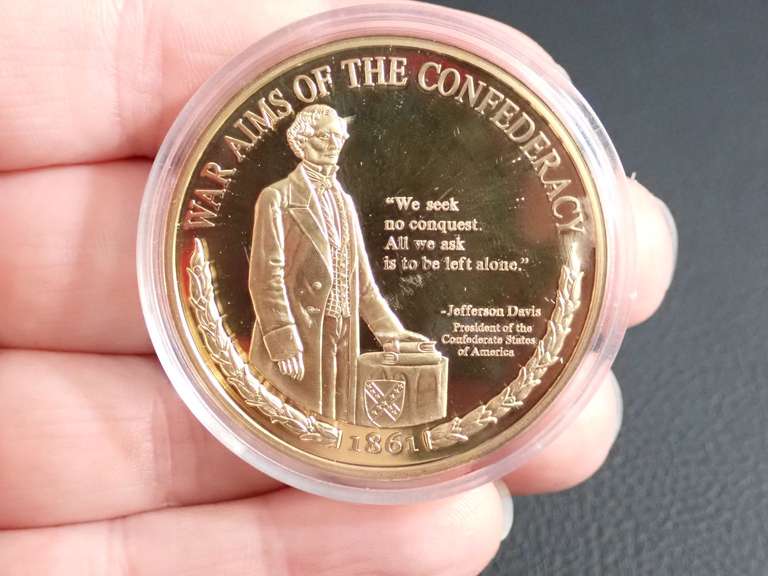 WAR AIMS OF THE CONFEDERACY
“We seek
no conquest.
All we ask
is to be left alone.”
-Jefferson Davis
President of the
Confederate States
of America
1861